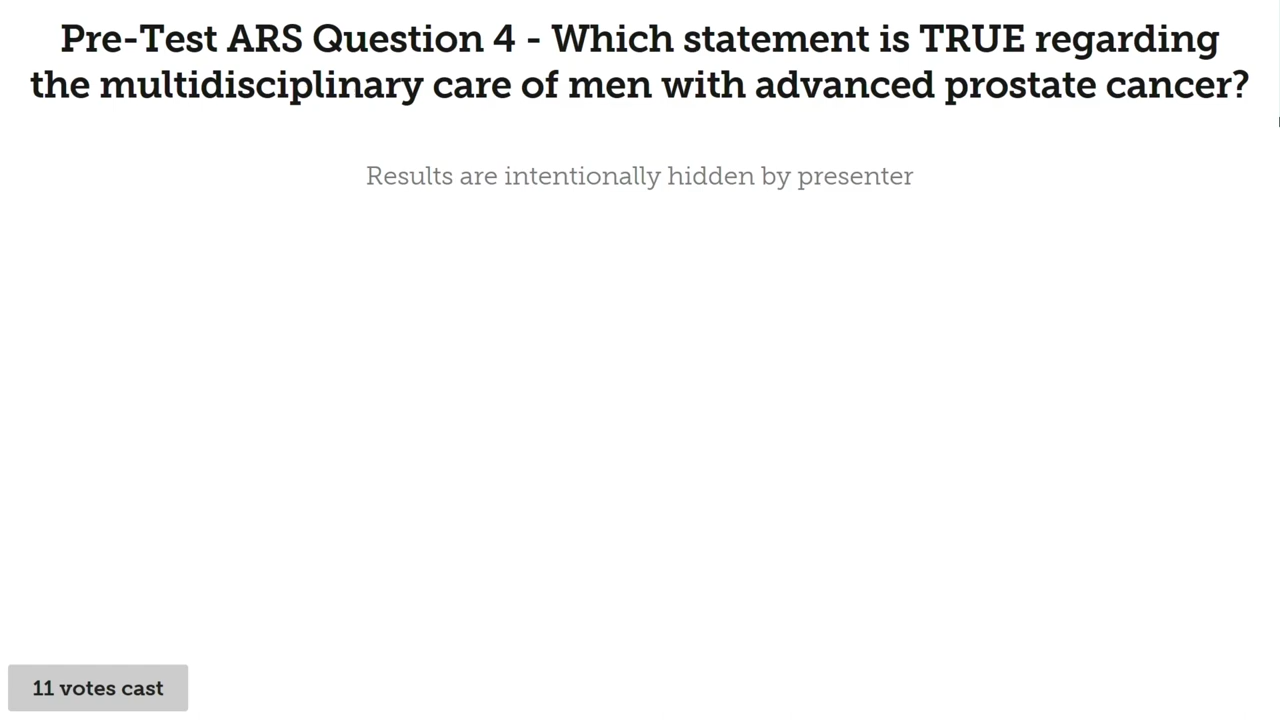 Pre-Test ARS Question 4 - Which statement is TRUE regarding
the multidisciplinary care of men with advanced prostate cancer?
Results are intentionally hidden by presenter
11 votes cast